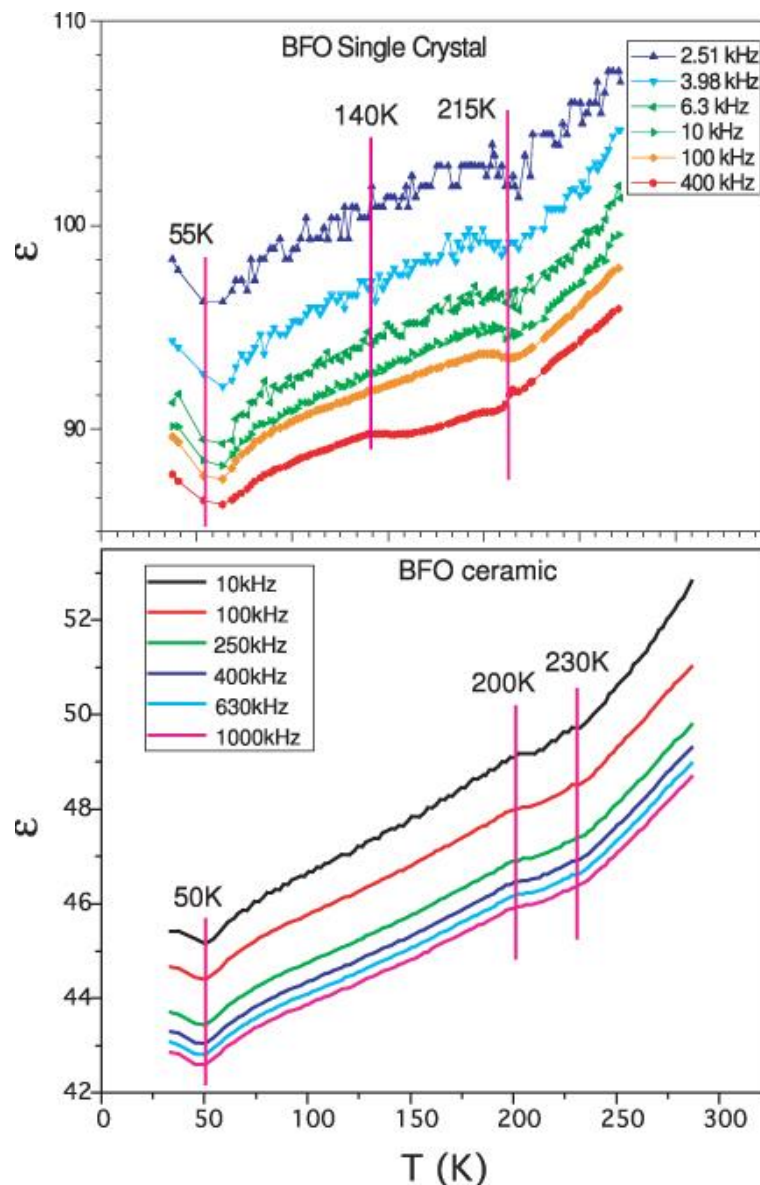 110
BFO Single Crystal
2.51 kHz
3.98 kHz
6.3 kHz
10 kHz
100 kHz
400 kHz
140K
215K
100
55K
ε
90
BFO ceramic
10kHz
100kHz
250kHz
400kHz
630kHz
1000kHz
52
230K
200K
50
48
ε
50K
46
44
42
0 50 100 150 200 250 300
T (K)